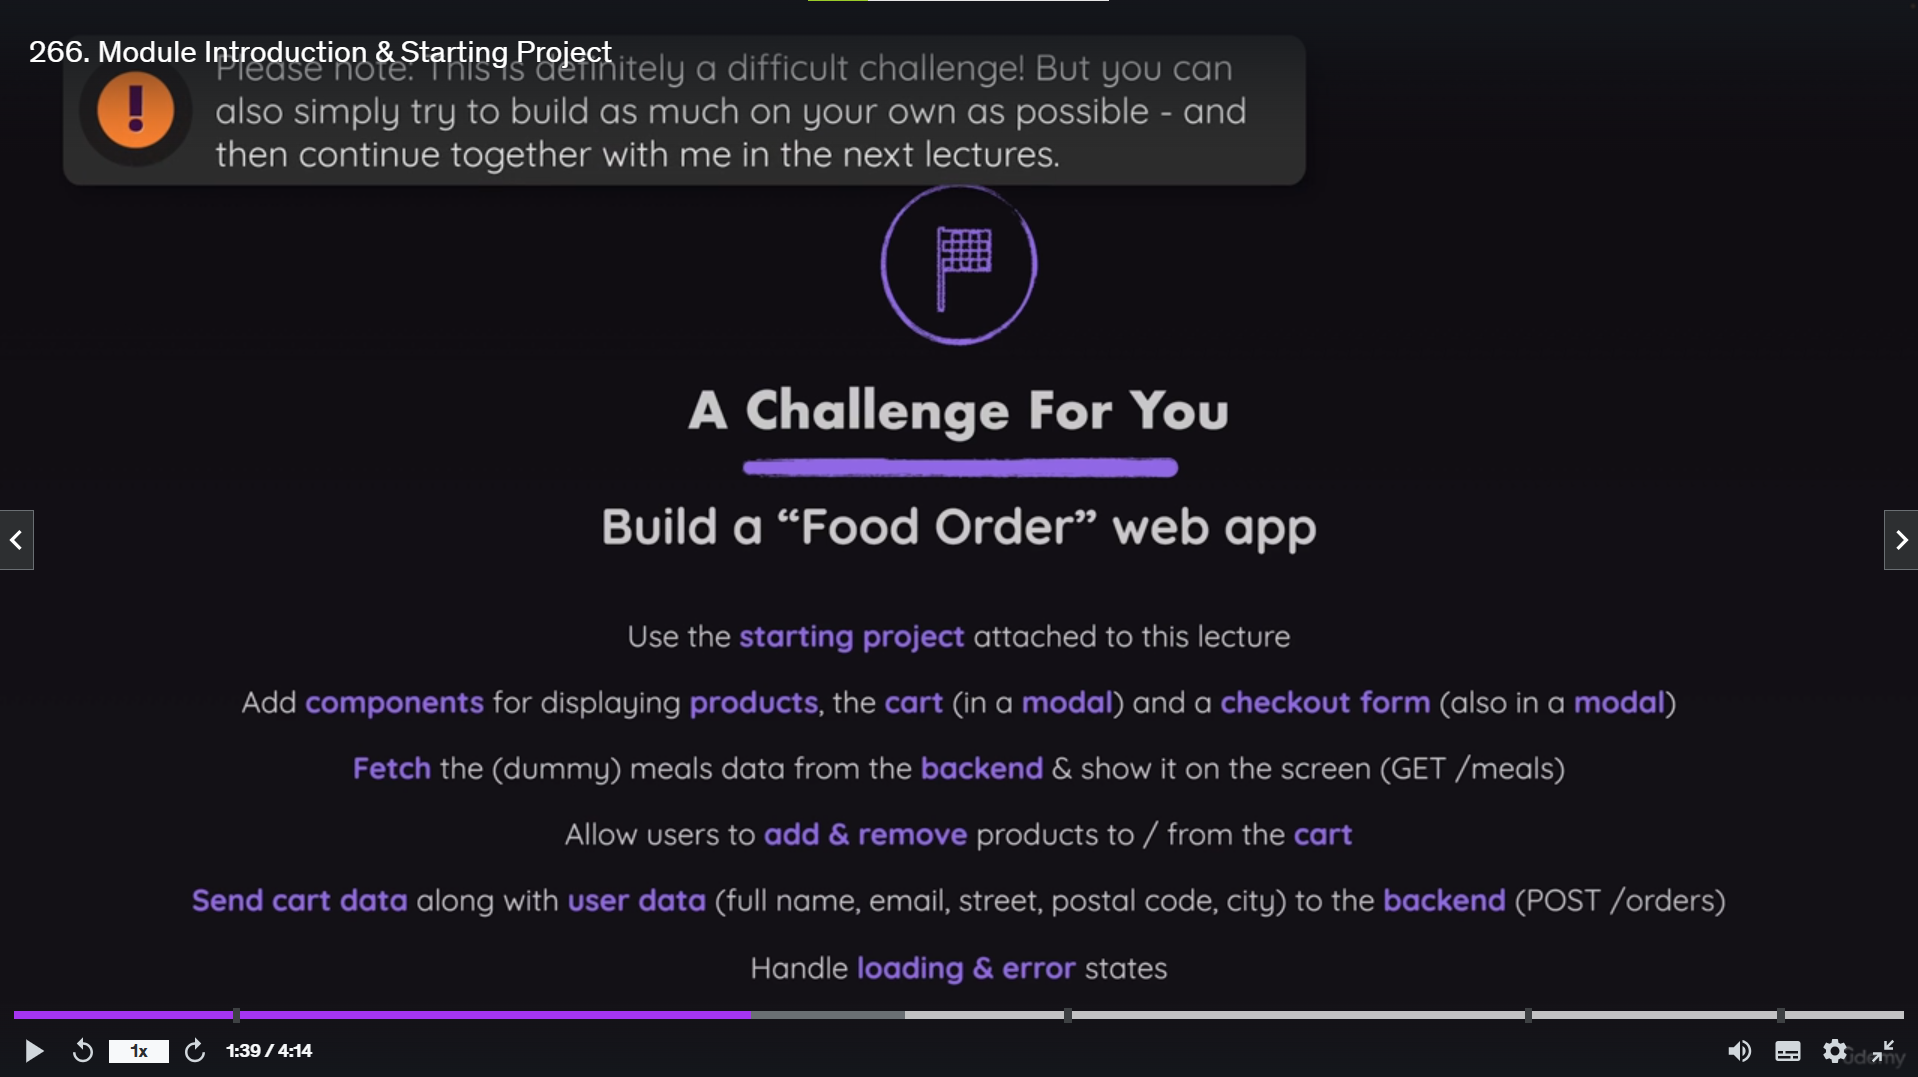 266. Module Introduction & Starting Project
Please note: This is definitely a difficult challenge! But you can
also simply try to build as much on your own as possible - and
then continue together with me in the next lectures.
A Challenge For You
Build a “Food Order” web app
Use the starting project attached to this lecture
Add components for displaying products, the cart (in a modal) and a checkout form (also in a modal)
Fetch the (dummy) meals data from the backend & show it on the screen (GET /meals)
Allow users to add & remove products to / from the cart
Send cart data along with user data (full name, email, street, postal code, city) to the backend (POST /orders)
Handle loading & error states
1x
1:39 / 4:14
udemy